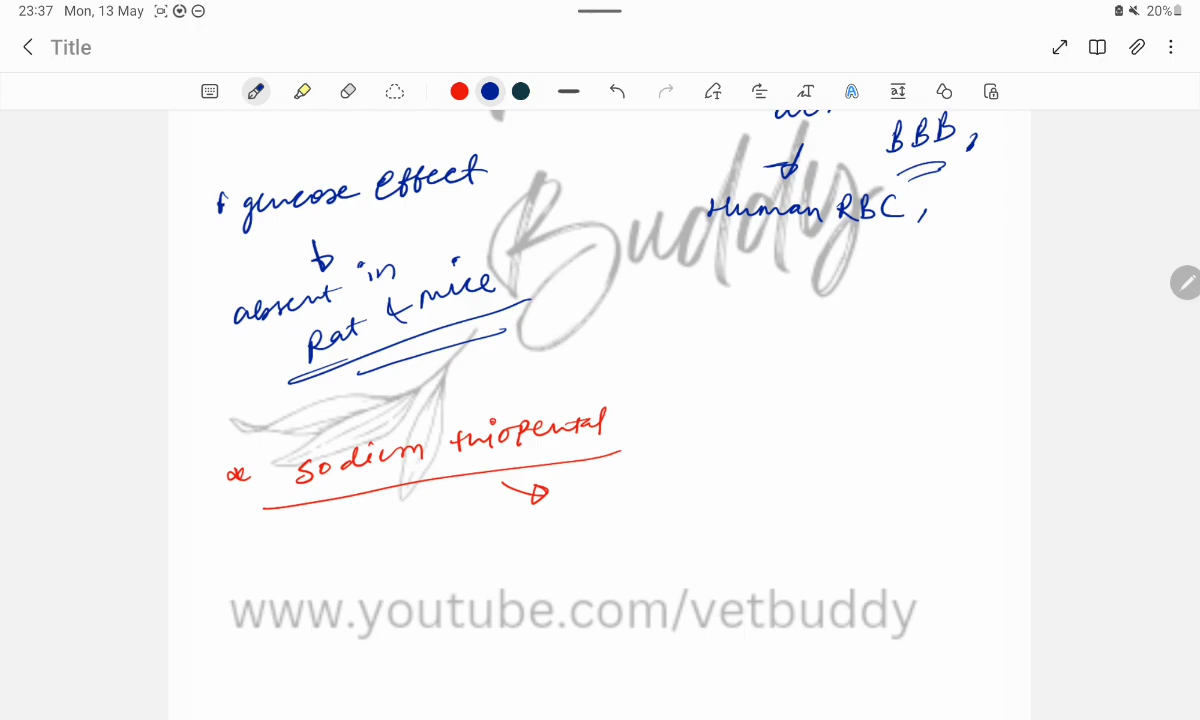 23:37 Mon, 13 May 20%
Title
BBB,
glucose effect
Human RBC,
absent in
Rat & mice
Buddy
* sodium thiopental
www.youtube.com/vetbuddy